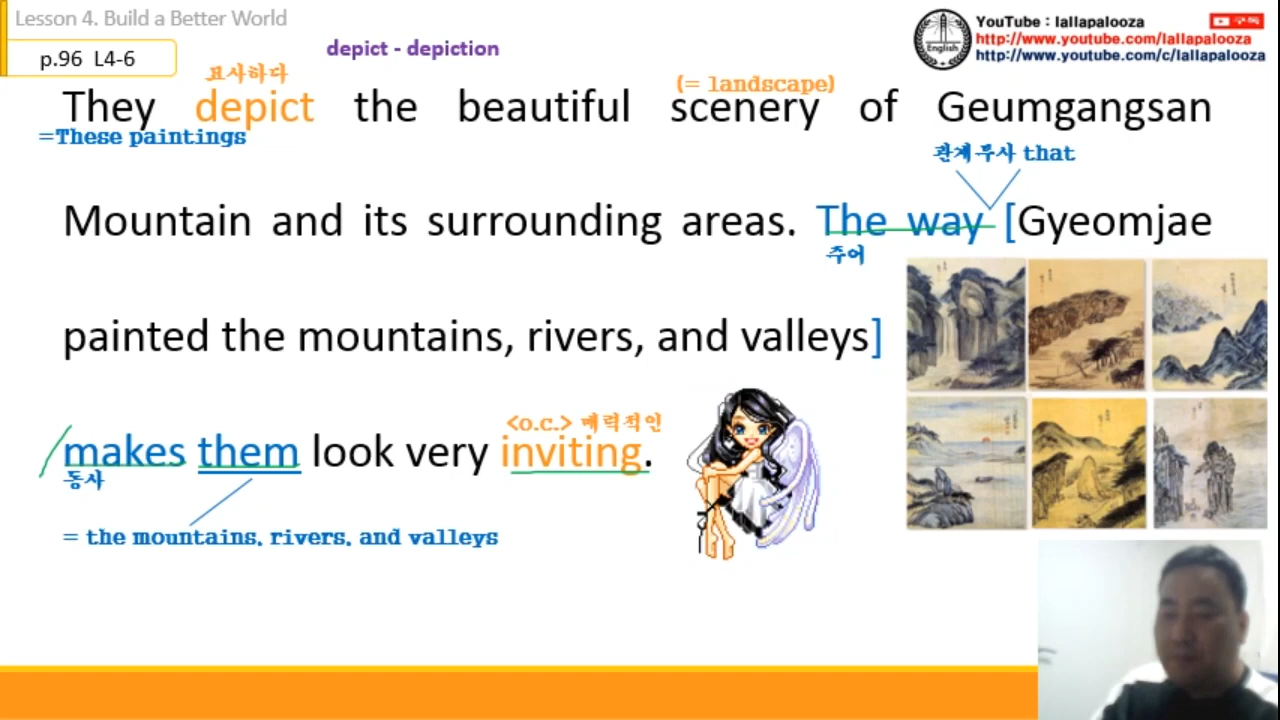 Lesson 4. Build a Better World
p.96 L4-6
depict - depiction
YouTube : lallapalooza
구독
http://www.youtube.com/lallapalooza
http://www.youtube.com/c/lallapalooza
English
묘사하다
(= landscape)
They depict the beautiful scenery of Geumgangsan
=These paintings
관계부사 that
Mountain and its surrounding areas. The way [Gyeomjae
주어
painted the mountains, rivers, and valleys]
<o.c.> 매력적인
makes them look very inviting.
동사
= the mountains, rivers, and valleys